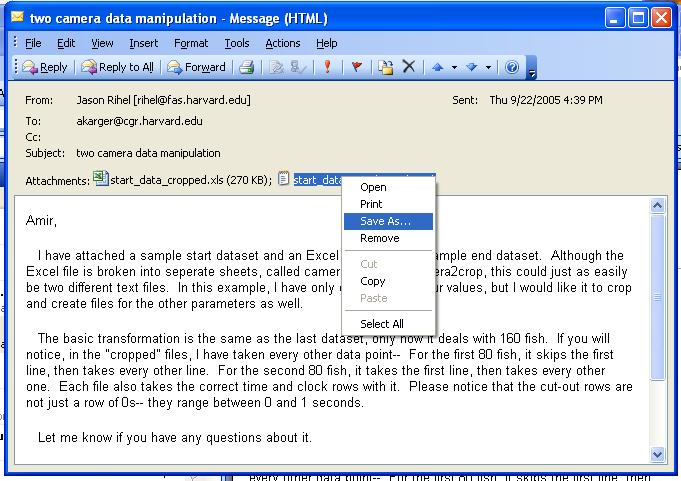 two camera data manipulation - Message (HTML)
File Edit View Insert Format Tools Actions Help
Reply Reply to All Forward
From: Jason Rihel [rihel@fas.harvard.edu] Sent: Thu 9/22/2005 4:39 PM
To: akarger@cgr.harvard.edu
Cc:
Subject: two camera data manipulation
Attachments: start_data_cropped.xls (270 KB); start_data
Open
Print
Save As...
Remove
Cut
Copy
Paste
Select All
Amir,
I have attached a sample start dataset and an Excel ample end dataset. Although the
Excel file is broken into seperate sheets, called camer era2crop, this could just as easily
be two different text files. In this example, I have only ur values, but I would like it to crop
and create files for the other parameters as well.
The basic transformation is the same as the last dataset, only now it deals with 160 fish. If you will
notice, in the "cropped" files, I have taken every other data point-- For the first 80 fish, it skips the first
line, then takes every other line. For the second 80 fish, it takes the first line, then takes every other
one. Each file also takes the correct time and clock rows with it. Please notice that the cut-out rows are
not just a row of 0s-- they range between 0 and 1 seconds.
Let me know if you have any questions about it.